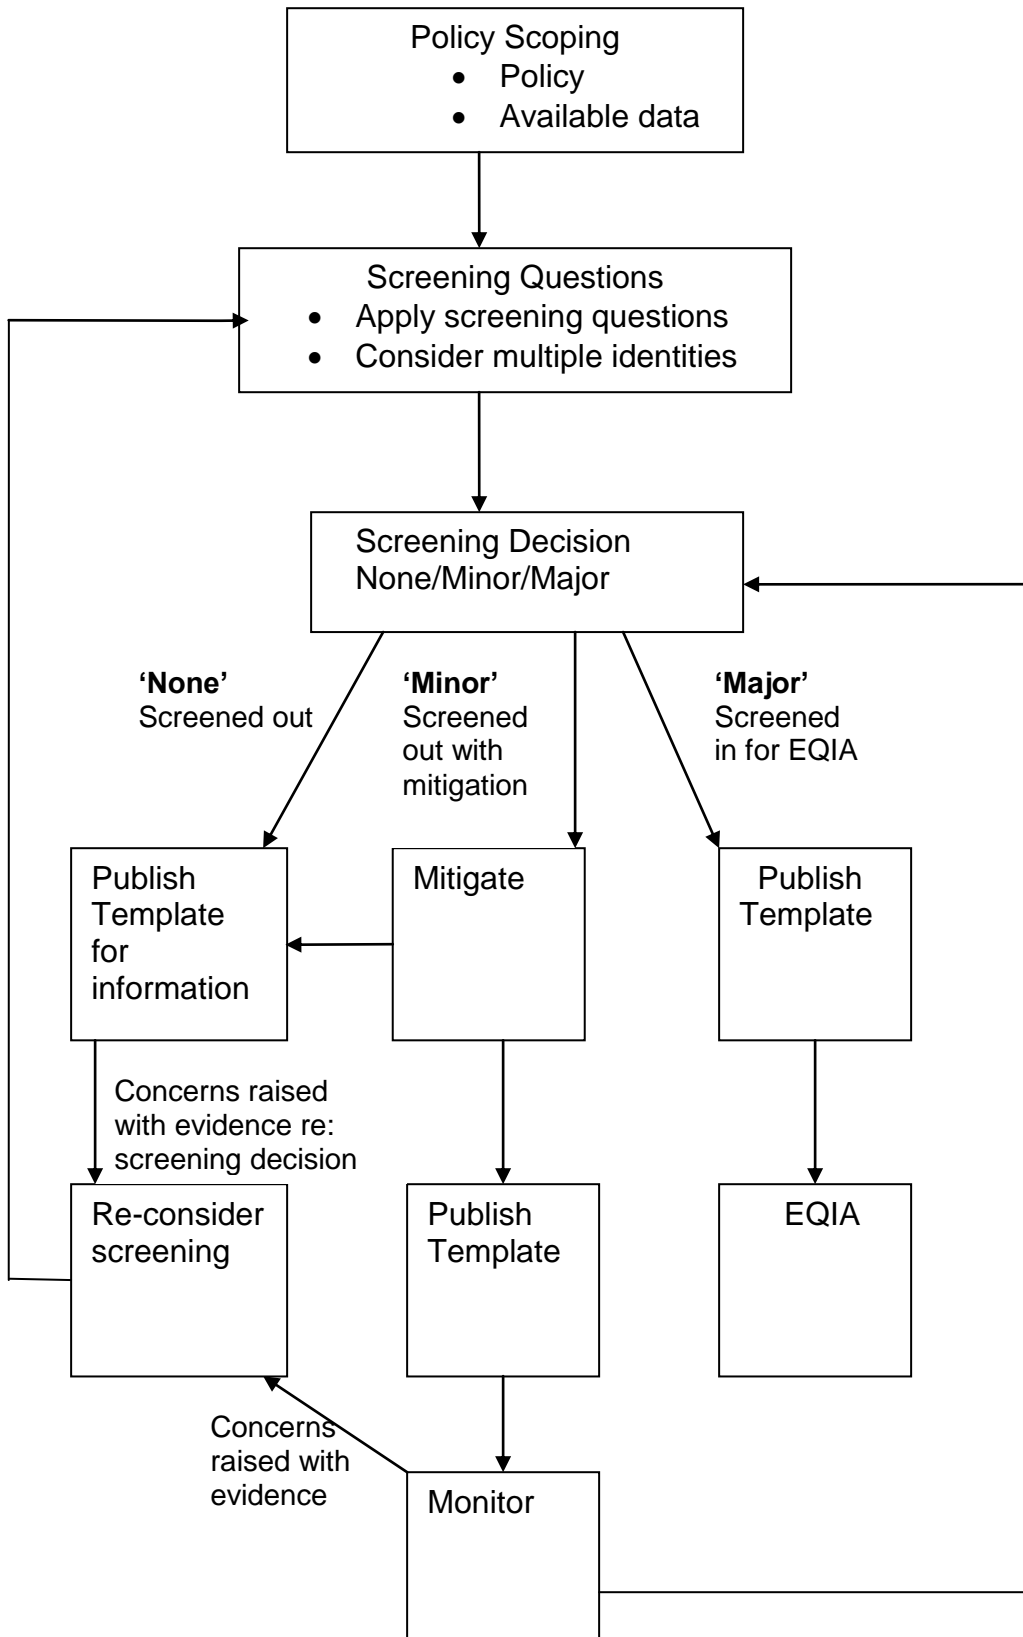 Policy Scoping
• Policy
• Available data
Screening Questions
• Apply screening questions
• Consider multiple identities
Screening Decision
None/Minor/Major
‘None’
Screened out
‘Minor’
Screened
out with
mitigation
‘Major’
Screened
in for EQIA
Publish
Template
for
information
Mitigate
Publish
Template
Concerns raised
with evidence re:
screening decision
Re-consider
screening
Publish
Template
EQIA
Concerns
raised with
evidence
Monitor